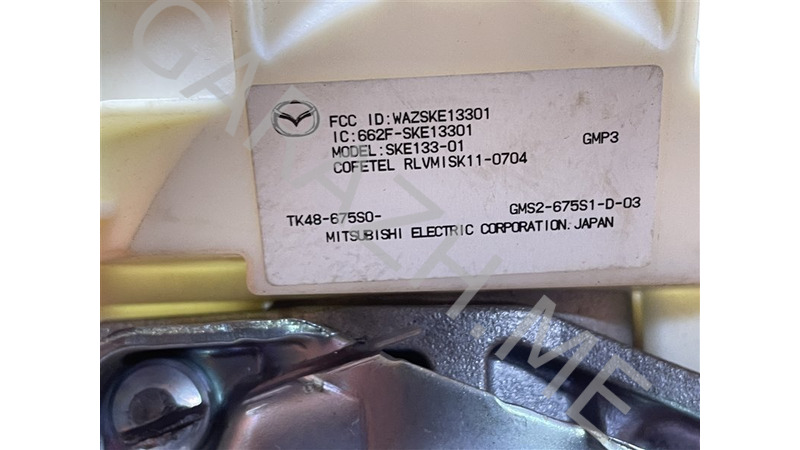 FCC ID:WAZSKE13301
IC:662F-SKE13301
MODEL:SKE133-01
COFETEL RLVMISK11-0704
GMP3
TK48-675S0-
GMS2-675S1-D-03
MITSUBISHI ELECTRIC CORPORATION.JAPAN
GARAZH.ME